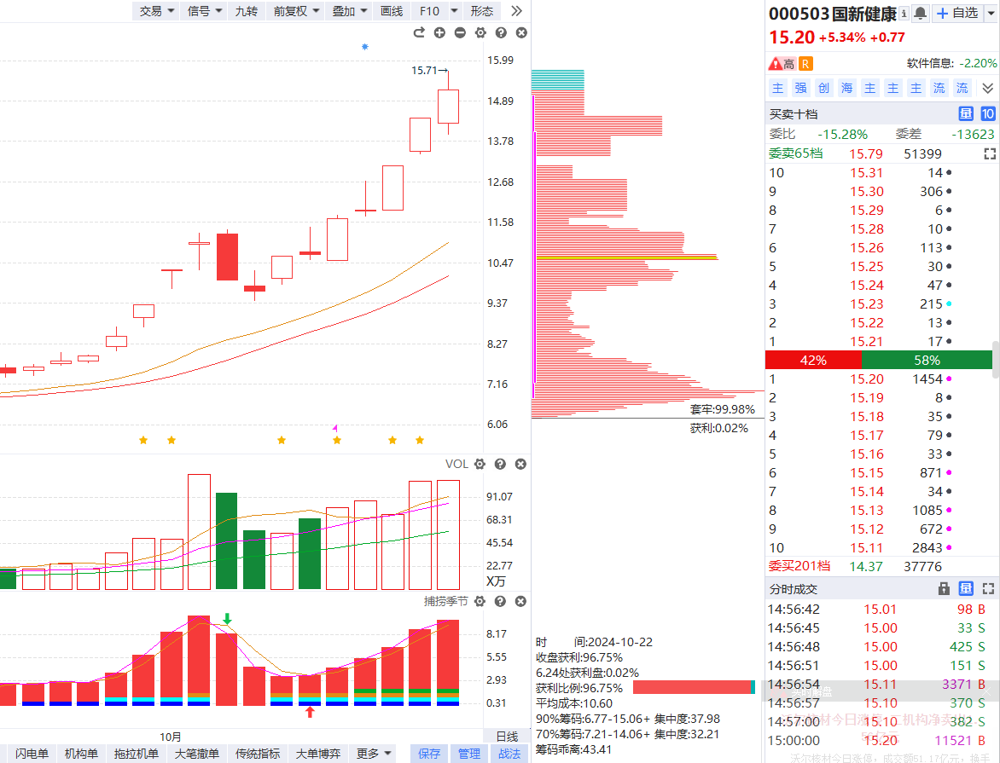 交易 信号 九转 前复权 叠加 画线 F10 形态
15.71→
15.99
14.89
13.78
12.68
11.58
10.47
9.37
8.27
7.16
6.06
VOL
91.07
68.31
45.54
22.77
X万
捕捞季节
8.17
5.55
2.93
0.31
10月
日线
闪电单 机构单 拖拉机单 大笔撤单 传统指标 大单博弈 更多 保存 管理 战法
套牢:99.98%
获利:0.02%
时 间:2024-10-22
收盘获利:96.75%
6.24处获利盘:0.02%
获利比例:96.75%
平均成本:10.60
90%筹码:6.77-15.06+ 集中度:37.98
70%筹码:7.21-14.06+ 集中度:32.21
筹码乖离:43.41
000503国新健康 自选
15.20 +5.34% +0.77
高 R 软件信息: -2.20%
主 强 创 海 主 主 主 流 流
买卖十档 量 10
委比 -15.28% 委差 -13623
委卖65档 15.79 51399
10 15.31 14
9 15.30 306
8 15.29 6
7 15.28 10
6 15.26 113
5 15.25 30
4 15.24 47
3 15.23 215
2 15.22 13
1 15.21 17
42% 58%
1 15.20 1454
2 15.19 8
3 15.18 35
4 15.17 79
5 15.16 33
6 15.15 871
7 15.14 34
8 15.13 1085
9 15.12 672
10 15.11 2843
委买201档 14.37 37776
分时成交 量
14:56:42 15.01 98 B
14:56:45 15.00 33 S
14:56:48 15.00 425 S
14:56:51 15.00 151 S
14:56:54 15.11 3371 B
14:56:57 15.10 370 S
14:57:00 15.10 382 S
15:00:00 15.20 11521 B
沃尔核材今日涨停，成交额51.17亿元，换手